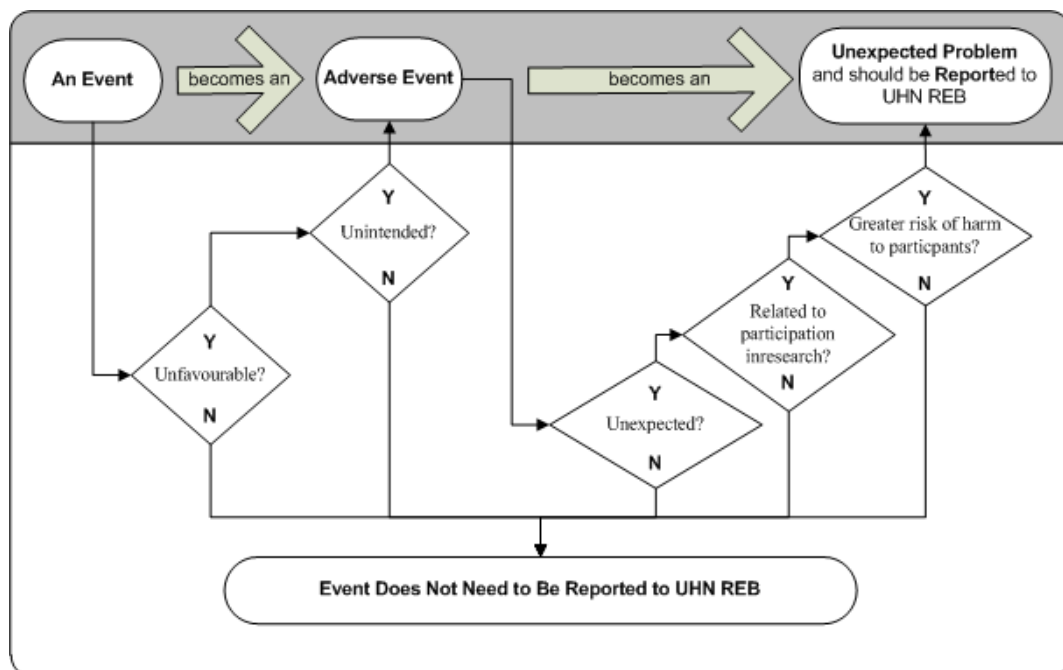 An Event
becomes an
Adverse Event
becomes an
Unexpected Problem
and should be Reported to
UHN REB
Y
Unfavourable?
N
Y
Unintended?
N
Y
Unexpected?
N
Y
Related to
participation
inresearch?
N
Y
Greater risk of harm
to particpants?
N
Event Does Not Need to Be Reported to UHN REB